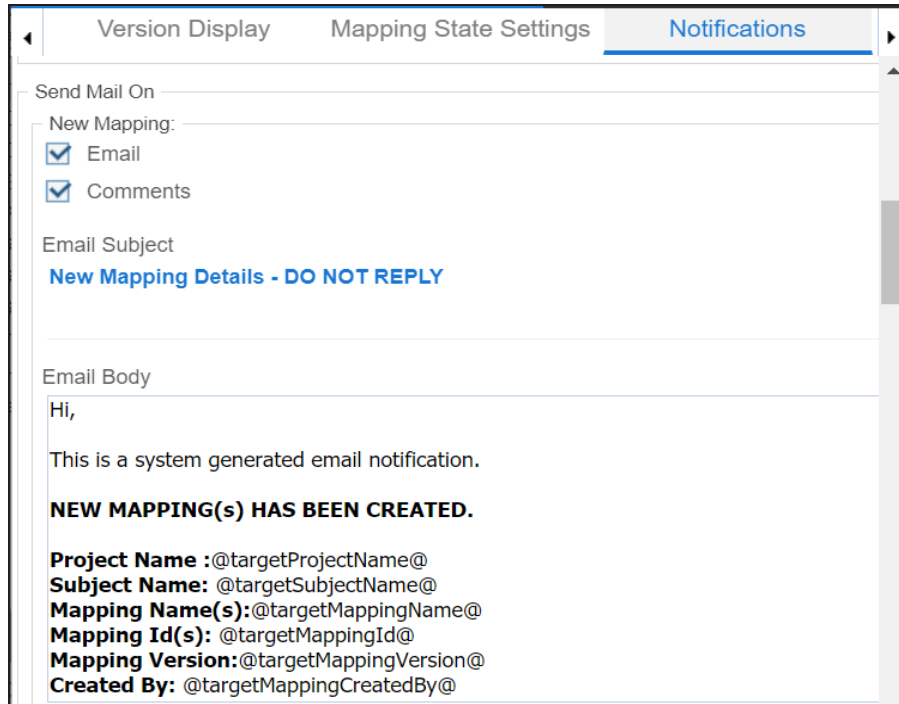 Version Display Mapping State Settings Notifications
Send Mail On
New Mapping:
Email
Comments
Email Subject
New Mapping Details - DO NOT REPLY
Email Body
Hi,
This is a system generated email notification.
NEW MAPPING(s) HAS BEEN CREATED.
Project Name :@targetProjectName@
Subject Name: @targetSubjectName@
Mapping Name(s):@targetMappingName@
Mapping Id(s): @targetMappingId@
Mapping Version:@targetMappingVersion@
Created By: @targetMappingCreatedBy@